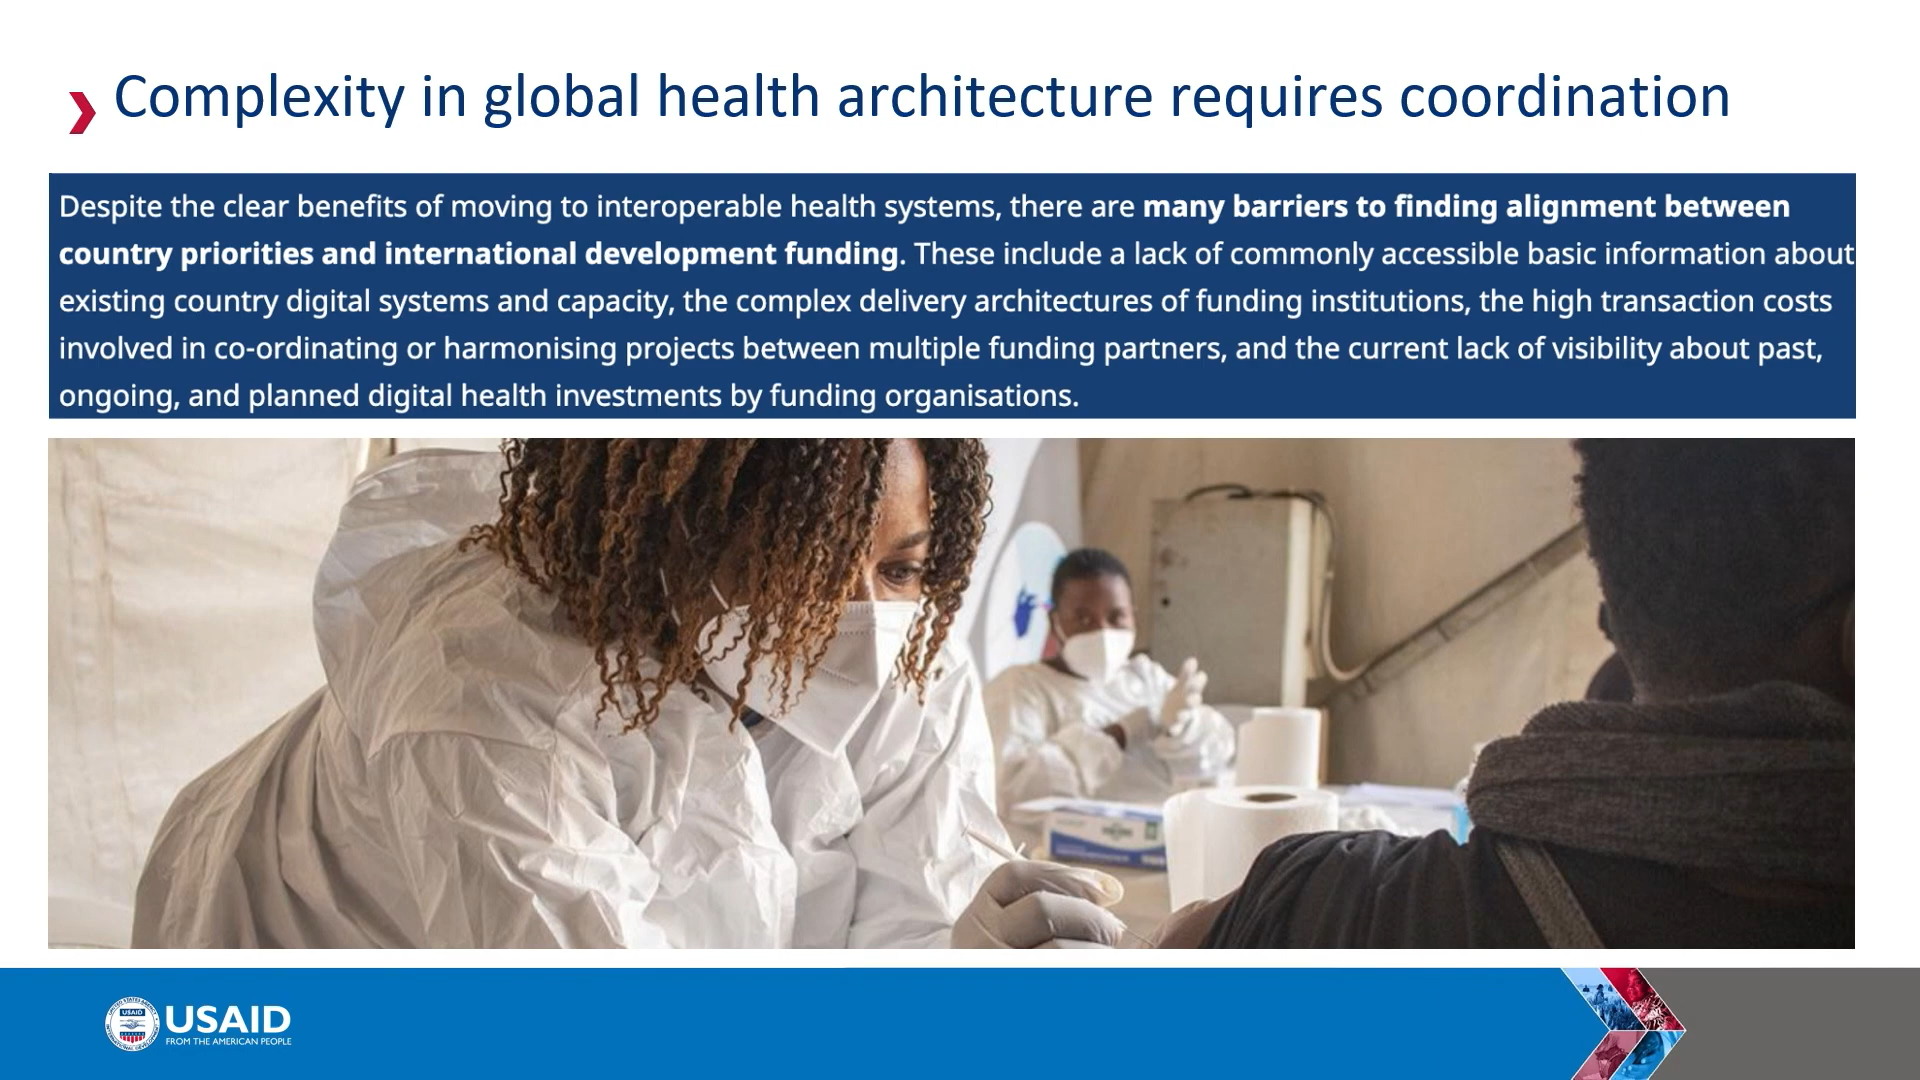 Complexity in global health architecture requires coordination
Despite the clear benefits of moving to interoperable health systems, there are many barriers to finding alignment between
country priorities and international development funding. These include a lack of commonly accessible basic information about
existing country digital systems and capacity, the complex delivery architectures of funding institutions, the high transaction costs
involved in co-ordinating or harmonising projects between multiple funding partners, and the current lack of visibility about past,
ongoing, and planned digital health investments by funding organisations.
USAID
USAID
FROM THE AMERICAN PEOPLE